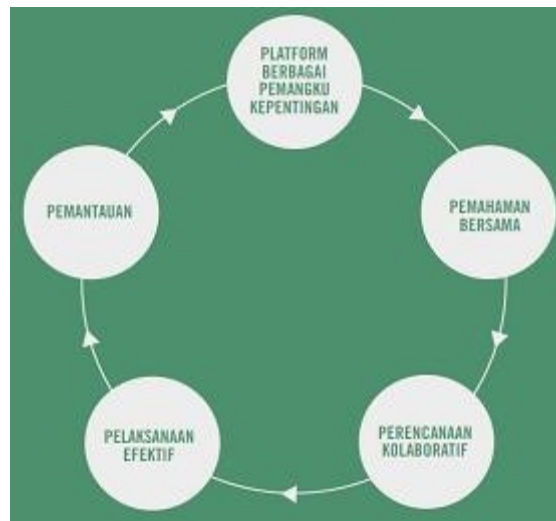 PLATFORM
BERBAGAI
PEMANGKU
KEPENTINGAN
PEMAHAMAN
BERSAMA
PERENCANAAN
KOLABORATIF
PELAKSANAAN
EFEKTIF
PEMANTAUAN